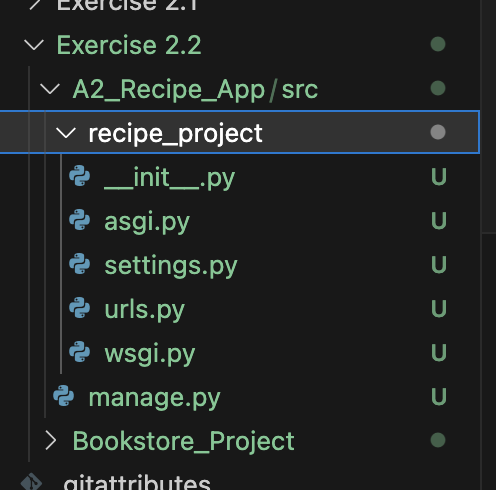 Exercise 2.1
Exercise 2.2
A2_Recipe_App/src
recipe_project
__init__.py U
asgi.py U
settings.py U
urls.py U
wsgi.py U
manage.py U
Bookstore_Project
.gitattributes